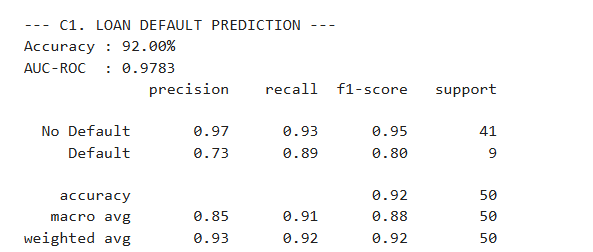 --- C1. LOAN DEFAULT PREDICTION ---
Accuracy : 92.00%
AUC-ROC  : 0.9783
              precision    recall  f1-score   support

  No Default       0.97      0.93      0.95        41
     Default       0.73      0.89      0.80         9

    accuracy                           0.92        50
   macro avg       0.85      0.91      0.88        50
weighted avg       0.93      0.92      0.92        50